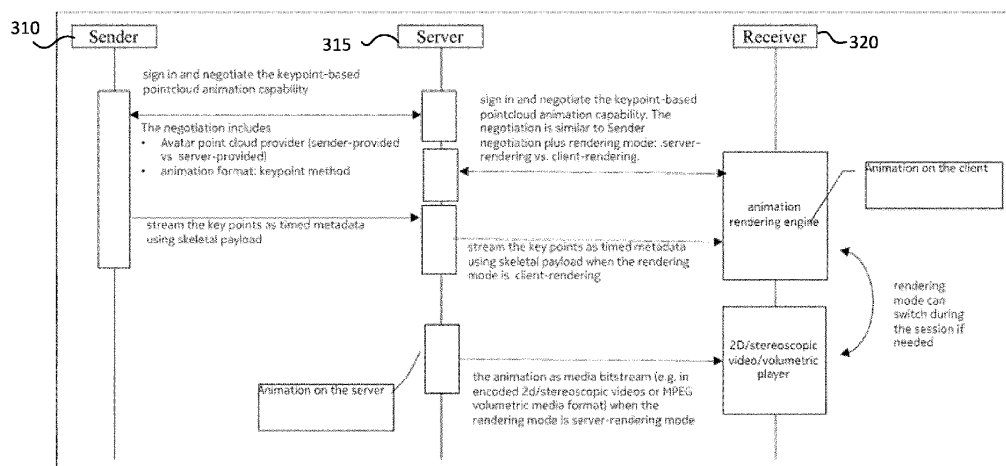 310
Sender
315
Server
Receiver
320
sign in and negotiate the keypoint-based
pointcloud animation capability
The negotiation includes
• Avatar point cloud provider (sender-provided
vs server-provided)
• animation format: keypoint method
sign in and negotiate the keypoint-based
pointcloud animation capability. The
negotiation is similar to Sender
negotiation plus rendering mode: .server-
rendering vs. client-rendering.
Animation on the client
animation
rendering engine
stream the key points as timed metadata
using skeletal payload
stream the key points as timed metadata
using skeletal payload when the rendering
mode is client-rendering
rendering
mode can
switch during
the session if
needed
2D/stereoscopic
video/volumetric
player
Animation on the server
the animation as media bitstream (e.g. in
encoded 2d/stereoscopic videos or MPEG
volumetric media format) when the
rendering mode is server-rendering mode